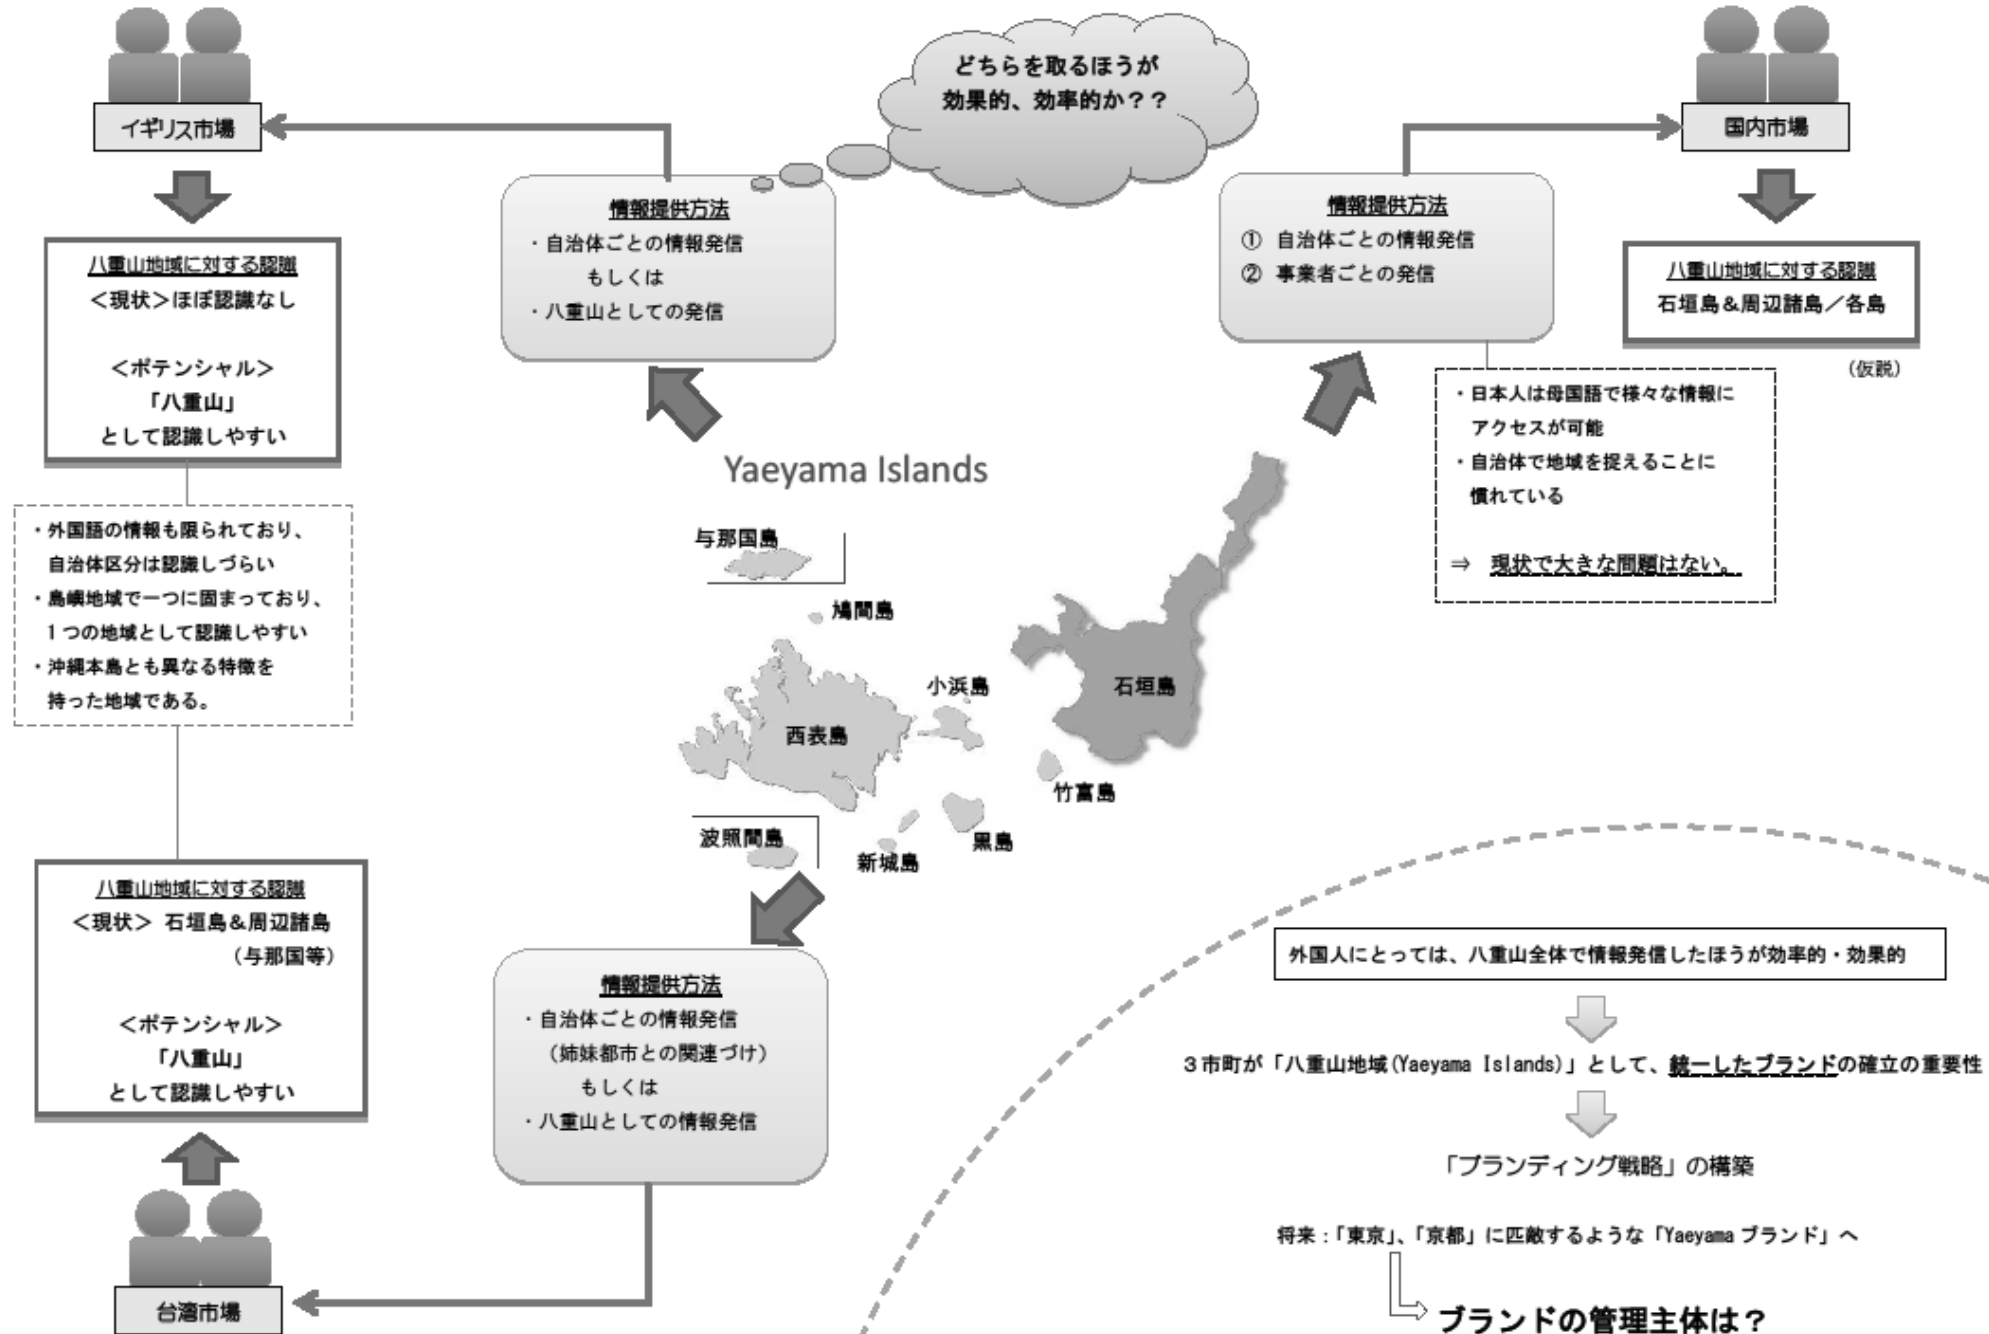 どちらを取るほうが
効果的、効率的か？？
イギリス市場
国内市場
情報提供方法
・自治体ごとの情報発信
もしくは
・八重山としての発信
情報提供方法
① 自治体ごとの情報発信
② 事業者ごとの発信
八重山地域に対する認識
＜現状＞ほぼ認識なし
＜ポテンシャル＞
「八重山」
として認識しやすい
八重山地域に対する認識
石垣島＆周辺諸島／各島
（仮説）
・日本人は母国語で様々な情報に
アクセスが可能
・自治体で地域を捉えることに
慣れている
⇒ 現状で大きな問題はない。
・外国語の情報も限られており、
自治体区分は認識しづらい
・島嶼地域で一つに固まっており、
１つの地域として認識しやすい
・沖縄本島とも異なる特徴を
持った地域である。
Yaeyama Islands
与那国島
鳩間島
小浜島
石垣島
西表島
竹富島
波照間島
新城島
黒島
八重山地域に対する認識
＜現状＞ 石垣島＆周辺諸島
（与那国等）
＜ポテンシャル＞
「八重山」
として認識しやすい
台湾市場
情報提供方法
・自治体ごとの情報発信
（姉妹都市との関連づけ）
もしくは
・八重山としての情報発信
外国人にとっては、八重山全体で情報発信したほうが効率的・効果的
３市町が「八重山地域(Yaeyama Islands)」として、統一したブランドの確立の重要性
「ブランディング戦略」の構築
将来：「東京」、「京都」に匹敵するような「Yaeyama ブランド」へ
ブランドの管理主体は？